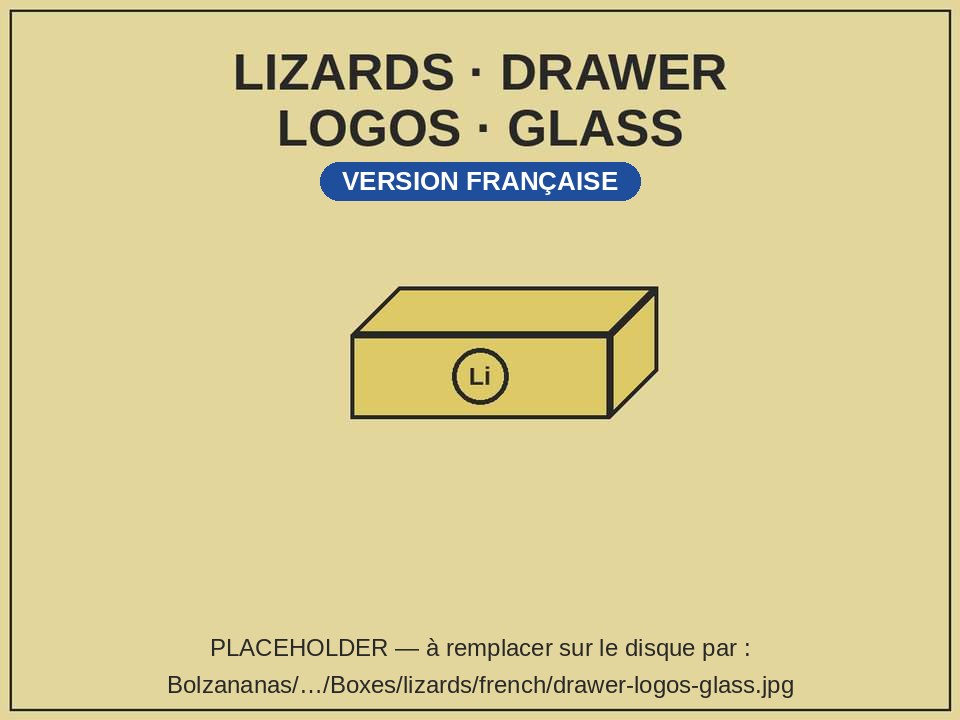 LIZARDS · DRAWER
LOGOS · GLASS
VERSION FRANÇAISE
Li
PLACEHOLDER — à remplacer sur le disque par :
Bolzananas/…/Boxes/lizards/french/drawer-logos-glass.jpg